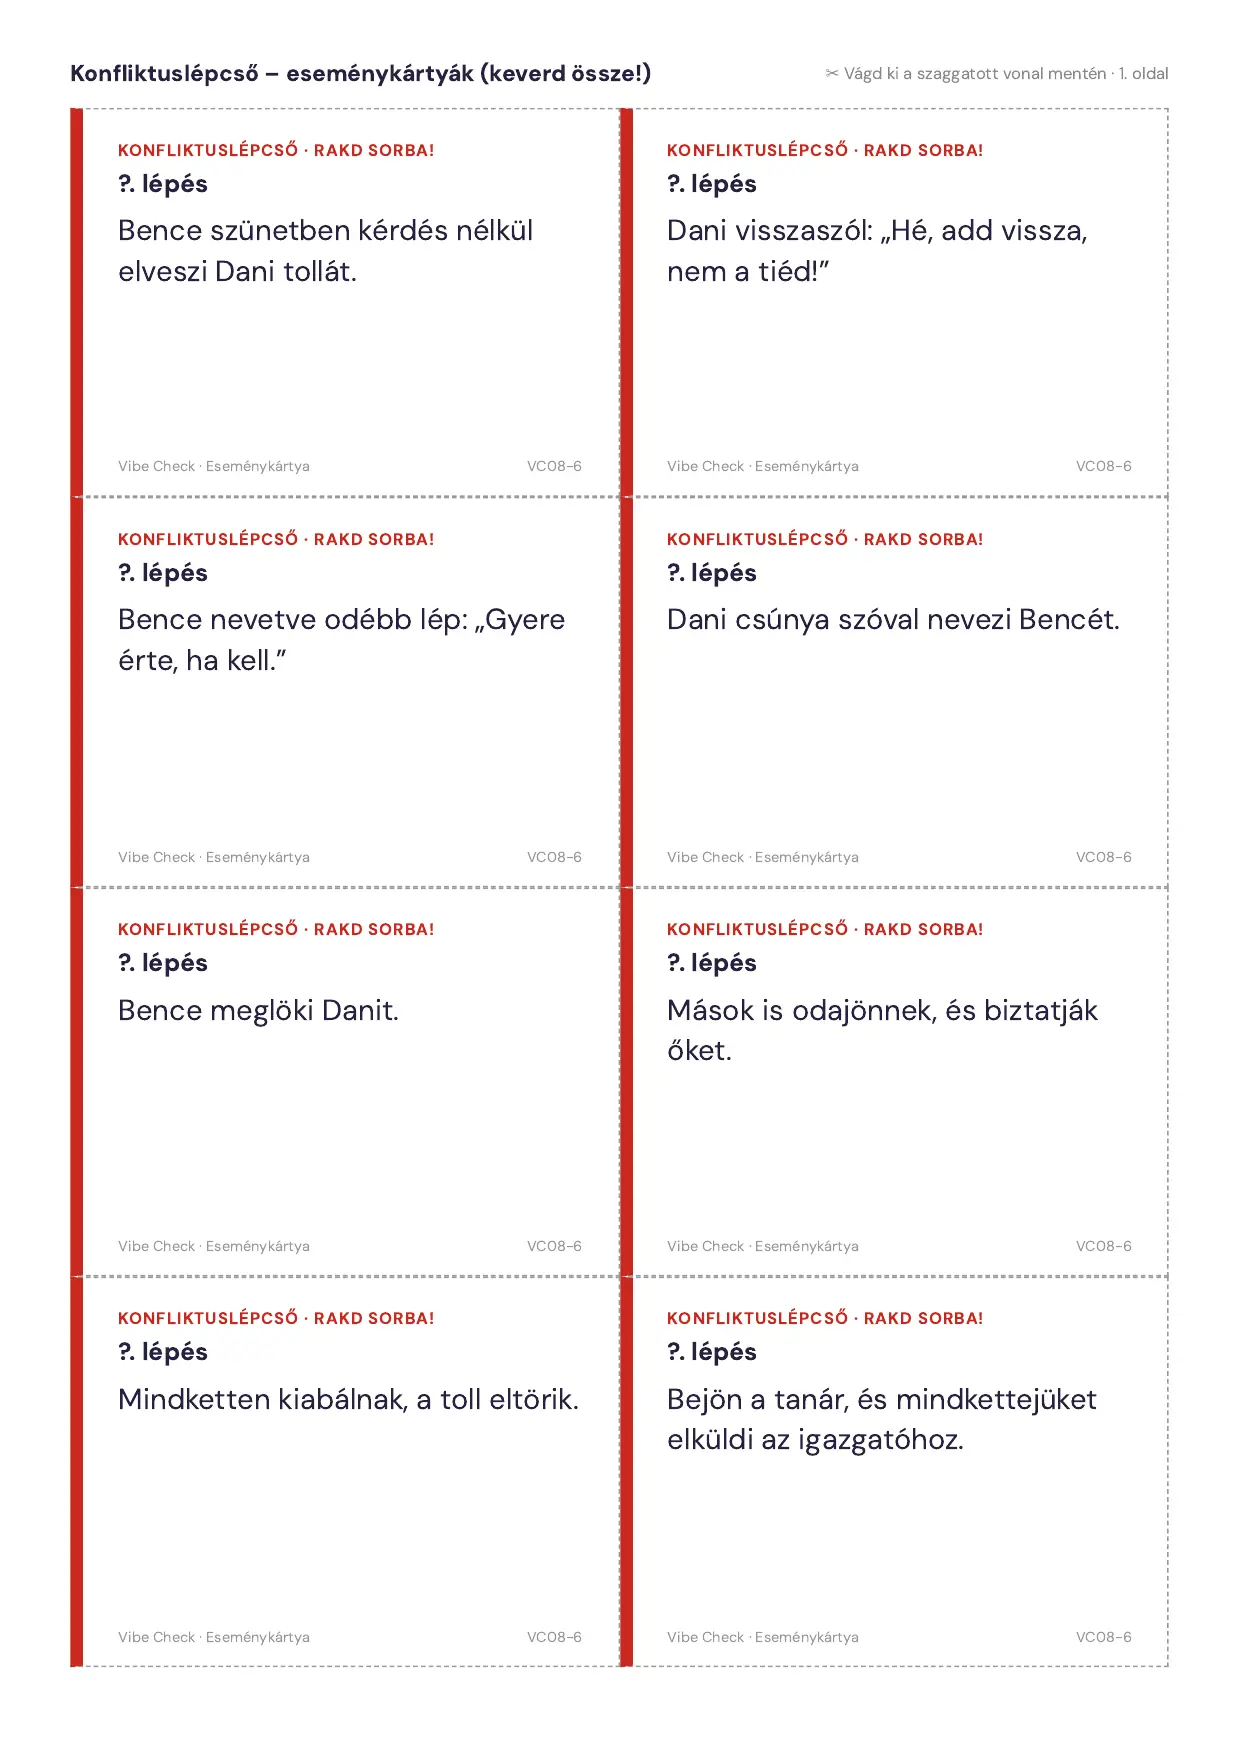 Konfliktuslépcső – eseménykártyák (keverd össze!)
✂ Vágd ki a szaggatott vonal mentén · 1. oldal
KONFLIKTUSLÉPCSŐ · RAKD SORBA!
?. lépés
Bence szünetben kérdés nélkül
elveszi Dani tollát.
Vibe Check · Eseménykártya
VC08-6
KONFLIKTUSLÉPCSŐ · RAKD SORBA!
?. lépés
Dani visszaszól: „Hé, add vissza,
nem a tiéd!”
Vibe Check · Eseménykártya
VC08-6
KONFLIKTUSLÉPCSŐ · RAKD SORBA!
?. lépés
Bence nevetve odébb lép: „Gyere
érte, ha kell.”
Vibe Check · Eseménykártya
VC08-6
KONFLIKTUSLÉPCSŐ · RAKD SORBA!
?. lépés
Dani csúnya szóval nevezi Bencét.
Vibe Check · Eseménykártya
VC08-6
KONFLIKTUSLÉPCSŐ · RAKD SORBA!
?. lépés
Bence meglöki Danit.
Vibe Check · Eseménykártya
VC08-6
KONFLIKTUSLÉPCSŐ · RAKD SORBA!
?. lépés
Mások is odajönnek, és biztatják
őket.
Vibe Check · Eseménykártya
VC08-6
KONFLIKTUSLÉPCSŐ · RAKD SORBA!
?. lépés
Mindketten kiabálnak, a toll eltörik.
Vibe Check · Eseménykártya
VC08-6
KONFLIKTUSLÉPCSŐ · RAKD SORBA!
?. lépés
Bejön a tanár, és mindkettejüket
elküldi az igazgatóhoz.
Vibe Check · Eseménykártya
VC08-6